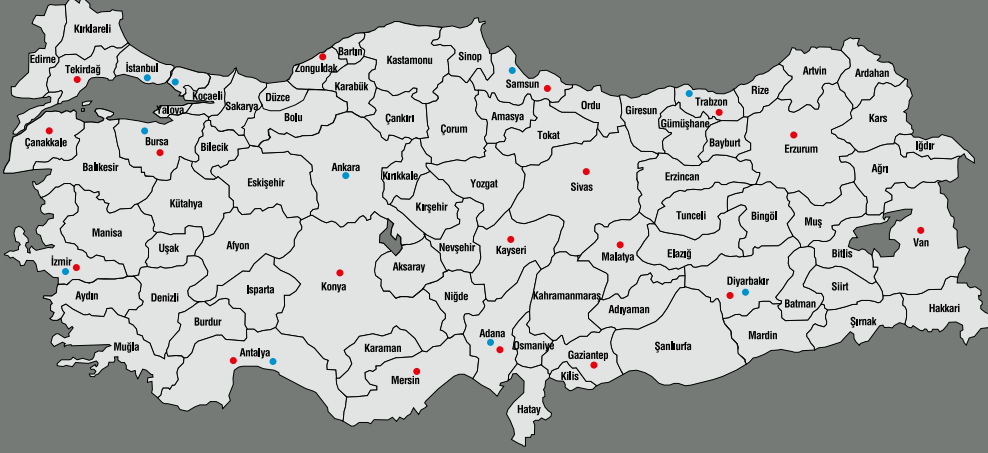 Kırklareli
Edirne
Tekirdağ
İstanbul
Kocaeli
Yalova
Sakarya
Düzce
Zonguldak
Bartın
Karabük
Kastamonu
Sinop
Samsun
Ordu
Giresun
Trabzon
Rize
Artvin
Ardahan
Kars
Iğdır
Çanakkale
Bursa
Bilecik
Bolu
Çankırı
Çorum
Amasya
Tokat
Gümüşhane
Bayburt
Erzurum
Ağrı
Balıkesir
Kütahya
Eskişehir
Ankara
Kırıkkale
Yozgat
Sivas
Erzincan
Tunceli
Bingöl
Muş
Van
Manisa
Uşak
Afyon
Kırşehir
Nevşehir
Kayseri
Malatya
Elazığ
Bitlis
İzmir
Aydın
Denizli
Isparta
Konya
Aksaray
Niğde
Kahramanmaraş
Adıyaman
Diyarbakır
Batman
Siirt
Hakkari
Muğla
Burdur
Antalya
Karaman
Mersin
Adana
Osmaniye
Gaziantep
Kilis
Şanlıurfa
Mardin
Şırnak
Hatay